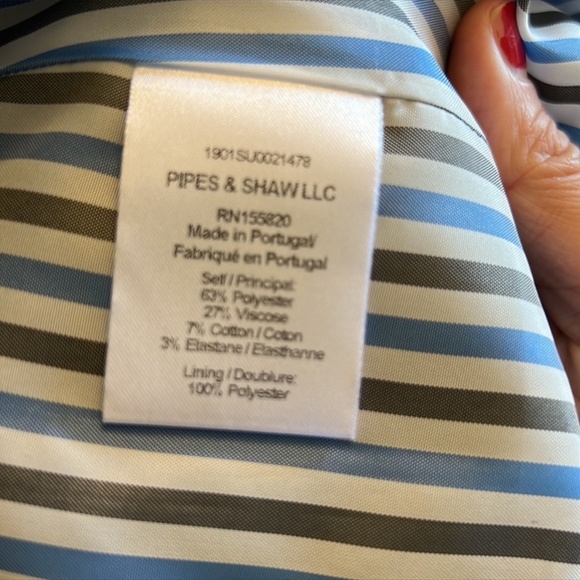 1901SU0021478
PIPES & SHAW LLC
RN155820
Made in Portugal/
Fabriqué en Portugal
Self / Principal:
63% Polyester
27% Viscose
7% Cotton / Coton
3% Elastane / Elasthanne
Lining / Doublure:
100% Polyester